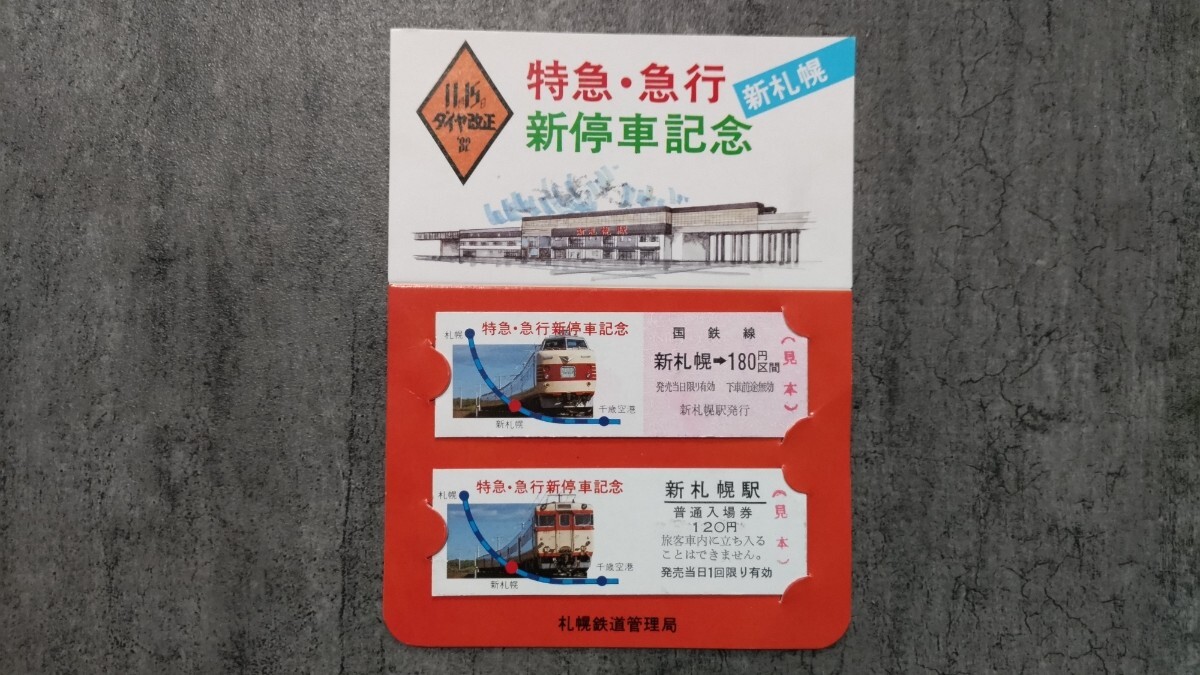 11.15
ダイヤ改正
'82
特急・急行
新停車記念
新札幌
新札幌駅
特急・急行新停車記念
札幌
新札幌
千歳空港
国鉄線
新札幌➡180円区間
発売当日限り有効 下車前途無効
新札幌駅発行
(見本)
特急・急行新停車記念
札幌
新札幌
千歳空港
新札幌駅
普通入場券
120円
旅客車内に立ち入る
ことはできません。
発売当日1回限り有効
(見本)
札幌鉄道管理局